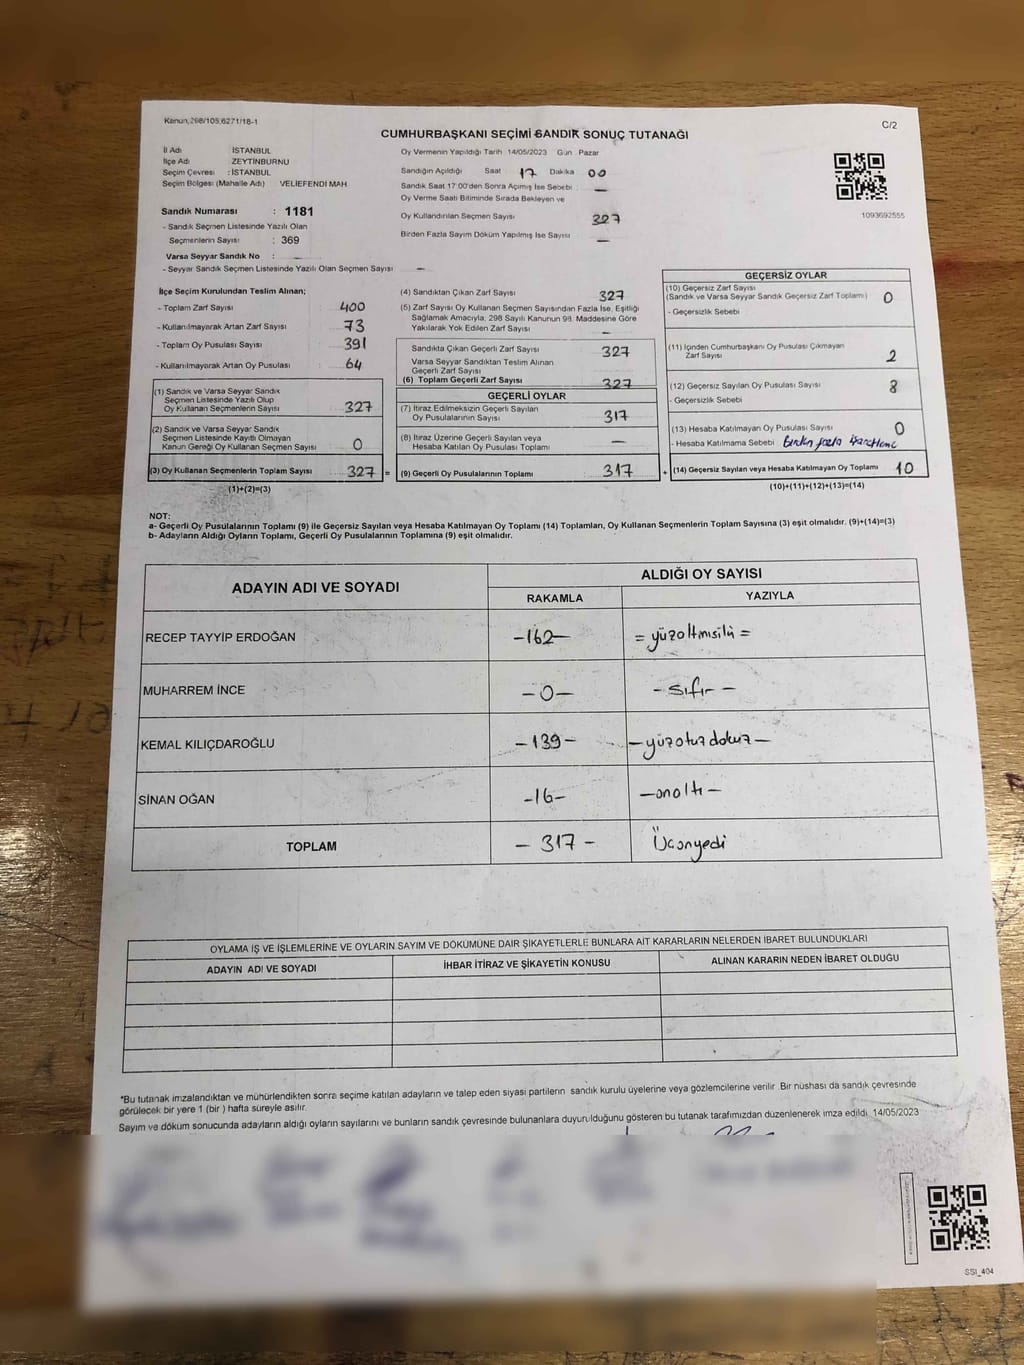 Kanun,298/105,6271/18-1
C/2
CUMHURBAŞKANI SEÇİMİ SANDIK SONUÇ TUTANAĞI
İl Adı : İSTANBUL
İlçe Adı : ZEYTİNBURNU
Seçim Çevresi : İSTANBUL
Seçim Bölgesi (Mahalle Adı) : VELİEFENDİ MAH.
Oy Vermenin Yapıldığı Tarih 14/05/2023 Gün Pazar
Sandığın Açıldığı Saat 17 Dakika 00
Sandık Saat 17:00'den Sonra Açımış İse Sebebi : —
Oy Verme Saati Bitiminde Sırada Bekleyen ve
Oy Kullandırılan Seçmen Sayısı 327
Birden Fazla Sayım Döküm Yapılmış İse Sayısı —
1093692555
Sandık Numarası : 1181
- Sandık Seçmen Listesinde Yazılı Olan
Seçmenlerin Sayısı : 369
Varsa Seyyar Sandık No : —
- Seyyar Sandık Seçmen Listesinde Yazılı Olan Seçmen Sayısı —
İlçe Seçim Kurulundan Teslim Alınan;
- Toplam Zarf Sayısı : 400
- Kullanılmayarak Artan Zarf Sayısı : 73
- Toplam Oy Pusulası Sayısı : 391
- Kullanılmayarak Artan Oy Pusulası : 64
(1) Sandık ve Varsa Seyyar Sandık
Seçmen Listesinde Yazılı Olup
Oy Kullanan Seçmenlerin Sayısı : 327
(2) Sandık ve Varsa Seyyar Sandık
Seçmen Listesinde Kayıtlı Olmayan
Kanun Gereği Oy Kullanan Seçmen Sayısı : 0
(3) Oy Kullanan Seçmenlerin Toplam Sayısı : 327 =
(1)+(2)=(3)
(4) Sandıktan Çıkan Zarf Sayısı : 327
(5) Zarf Sayısı Oy Kullanan Seçmen Sayısından Fazla İse, Eşitliği
Sağlamak Amacıyla, 298 Sayılı Kanunun 98. Maddesine Göre
Yakılarak Yok Edilen Zarf Sayısı : —
Sandıkta Çıkan Geçerli Zarf Sayısı : 327
Varsa Seyyar Sandıktan Teslim Alınan
Geçerli Zarf Sayısı :
(6) Toplam Geçerli Zarf Sayısı : 327
GEÇERLİ OYLAR
(7) İtiraz Edilmeksizin Geçerli Sayılan
Oy Pusulalarının Sayısı : 317
(8) İtiraz Üzerine Geçerli Sayılan veya
Hesaba Katılan Oy Pusulası Toplamı : —
(9) Geçerli Oy Pusulalarının Toplamı : 317 +
GEÇERSİZ OYLAR
(10) Geçersiz Zarf Sayısı
(Sandık ve Varsa Seyyar Sandık Geçersiz Zarf Toplamı) : 0
- Geçersizlik Sebebi
(11) İçinden Cumhurbaşkanı Oy Pusulası Çıkmayan
Zarf Sayısı : 2
(12) Geçersiz Sayılan Oy Pusulası Sayısı : 8
- Geçersizlik Sebebi
(13) Hesaba Katılmayan Oy Pusulası Sayısı : 0
- Hesaba Katılmama Sebebi birden fazla
(14) Geçersiz Sayılan veya Hesaba Katılmayan Oy Toplamı : 10
(10)+(11)+(12)+(13)=(14)
NOT:
a- Geçerli Oy Pusulalarının Toplamı (9) ile Geçersiz Sayılan veya Hesaba Katılmayan Oy Toplamı (14) Toplamları, Oy Kullanan Seçmenlerin Toplam Sayısına (3) eşit olmalıdır. (9)+(14)=(3)
b- Adayların Aldığı Oyların Toplamı, Geçerli Oy Pusulalarının Toplamına (9) eşit olmalıdır.
ADAYIN ADI VE SOYADI
ALDIĞI OY SAYISI
RAKAMLA YAZIYLA
RECEP TAYYİP ERDOĞAN -162- = yüzaltmışiki =
MUHARREM İNCE -0- - sıfır -
KEMAL KILIÇDAROĞLU -139- -yüzotuzdokuz-
SİNAN OĞAN -16- -onaltı-
TOPLAM - 317 - Üçonyedi
OYLAMA İŞ VE İŞLEMLERİNE VE OYLARIN SAYIM VE DÖKÜMÜNE DAİR ŞİKAYETLERLE BUNLARA AİT KARARLARIN NELERDEN İBARET BULUNDUKLARI
ADAYIN ADI VE SOYADI İHBAR İTİRAZ VE ŞİKAYETİN KONUSU ALINAN KARARIN NEDEN İBARET OLDUĞU
*Bu tutanak imzalandıktan ve mühürlendikten sonra seçime katılan adayların ve talep eden siyasi partilerin sandık kurulu üyelerine veya gözlemcilerine verilir. Bir nüshası da sandık çevresinde
görülecek bir yere 1 (bir ) hafta süreyle asılır.
Sayım ve döküm sonucunda adayların aldığı oyların sayılarını ve bunların sandık çevresinde bulunanlara duyurulduğunu gösteren bu tutanak tarafımızdan düzenlenerek imza edildi. 14/05/2023
SSI_404